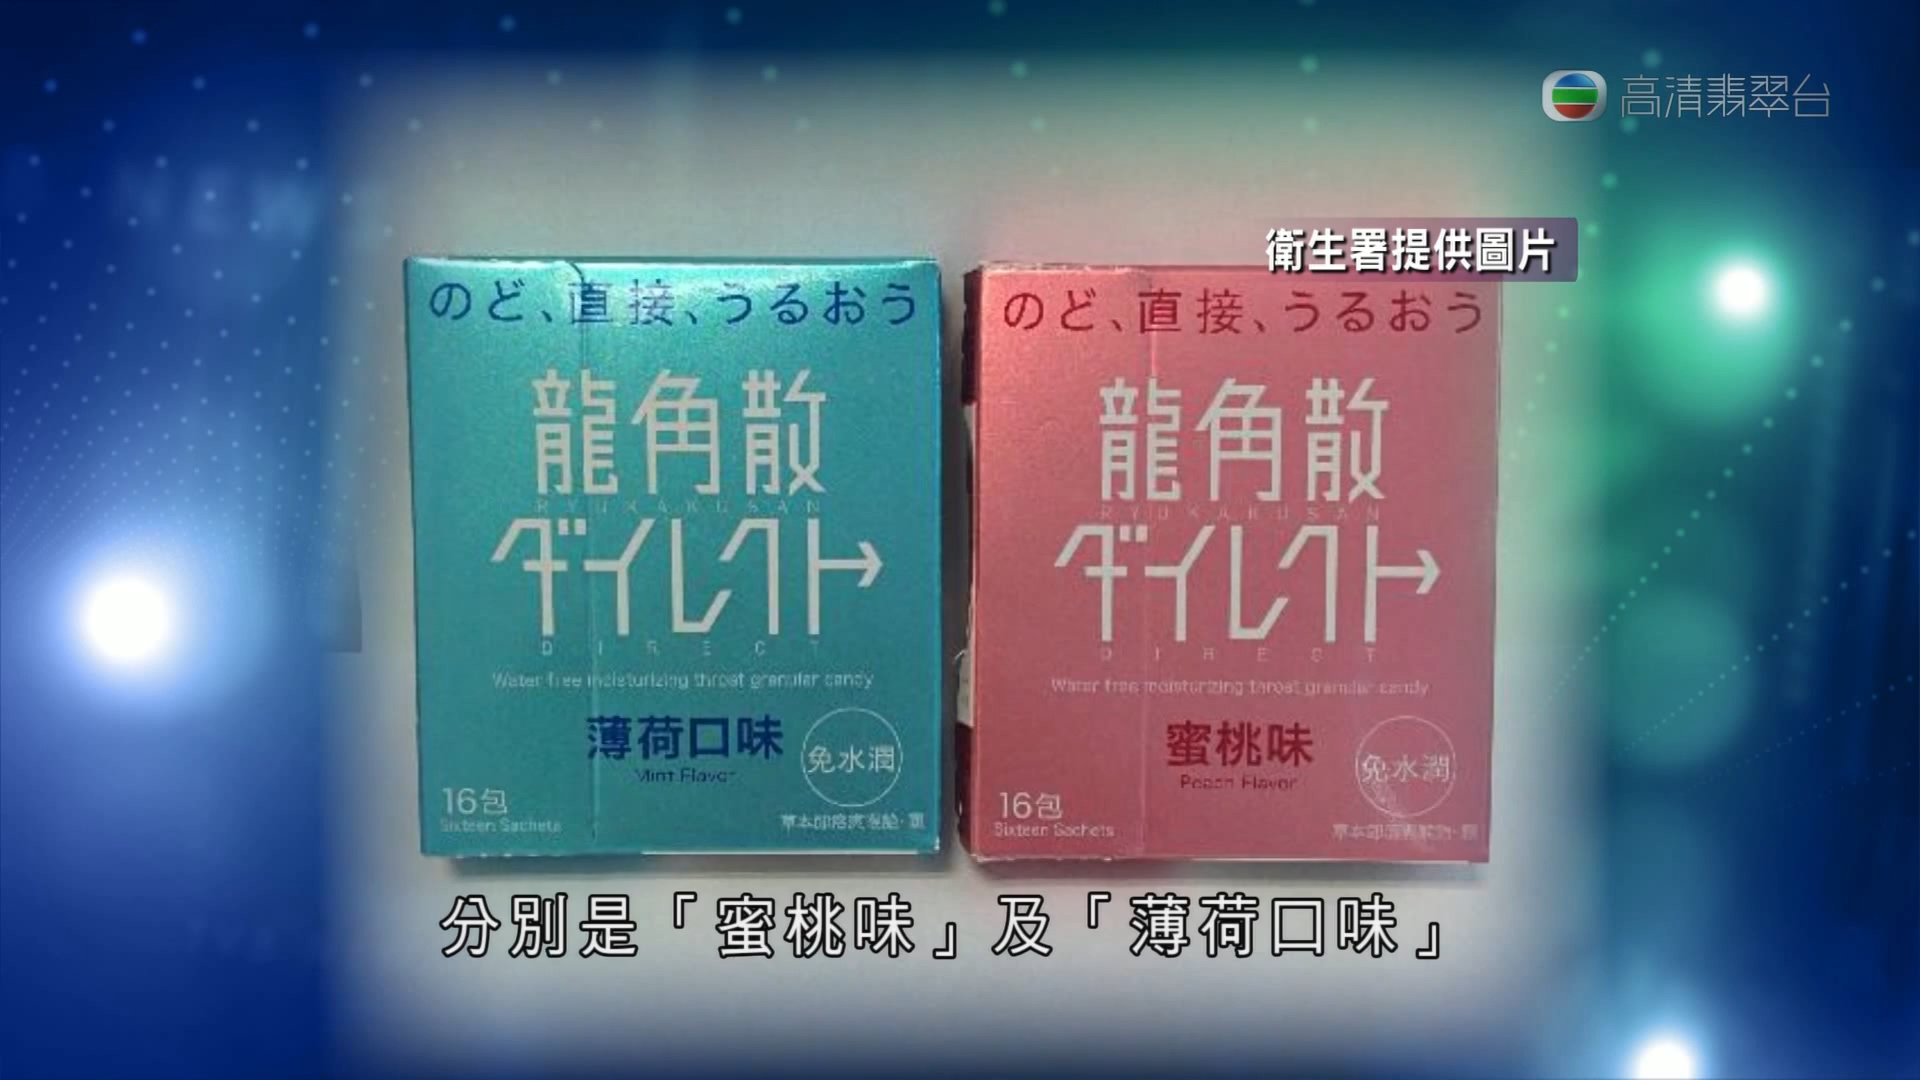 高清翡翠台
衛生署提供圖片
のど、直接、うるおう
龍角散
RYUKAKUSAN
ダイレクト
DIRECT
Water free moisturizing throat granular candy
薄荷口味
Mint Flavor
免水潤
16包
Sixteen Sachets
のど、直接、うるおう
龍角散
RYUKAKUSAN
ダイレクト
DIRECT
Water free moisturizing throat granular candy
蜜桃味
Peach Flavor
免水潤
16包
Sixteen Sachets
分別是「蜜桃味」及「薄荷口味」